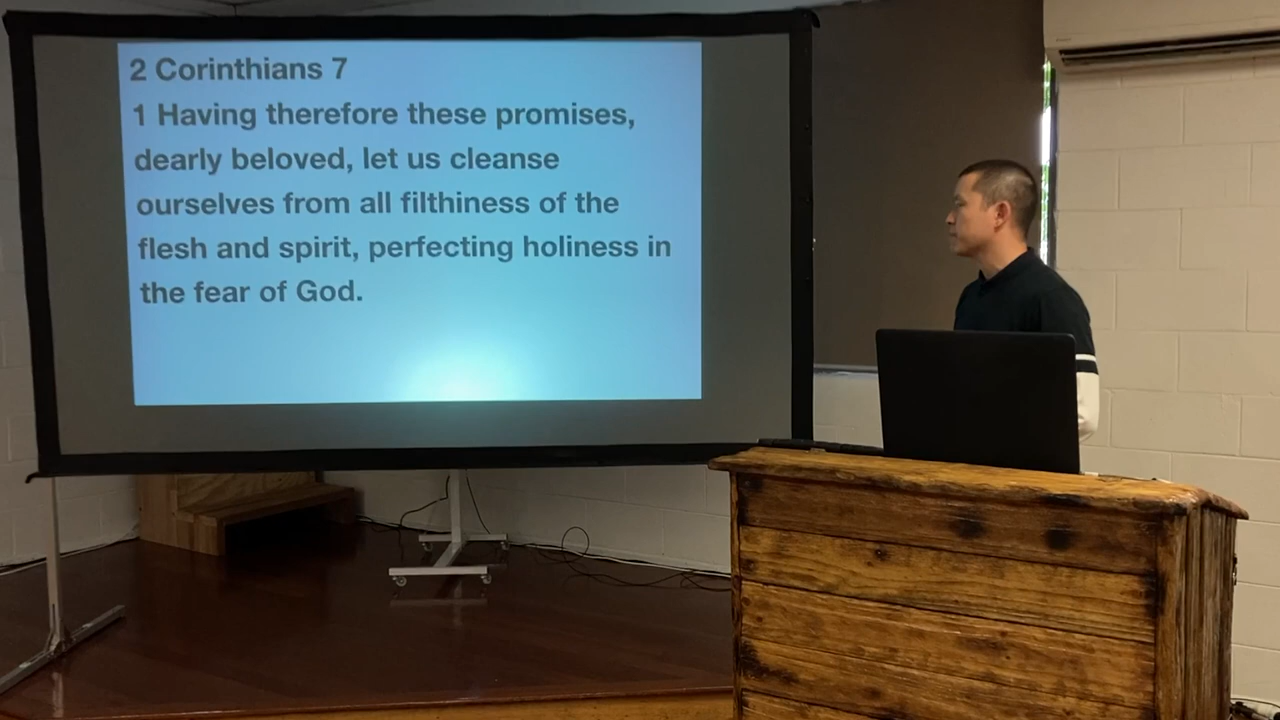 2 Corinthians 7
1 Having therefore these promises,
dearly beloved, let us cleanse
ourselves from all filthiness of the
flesh and spirit, perfecting holiness in
the fear of God.